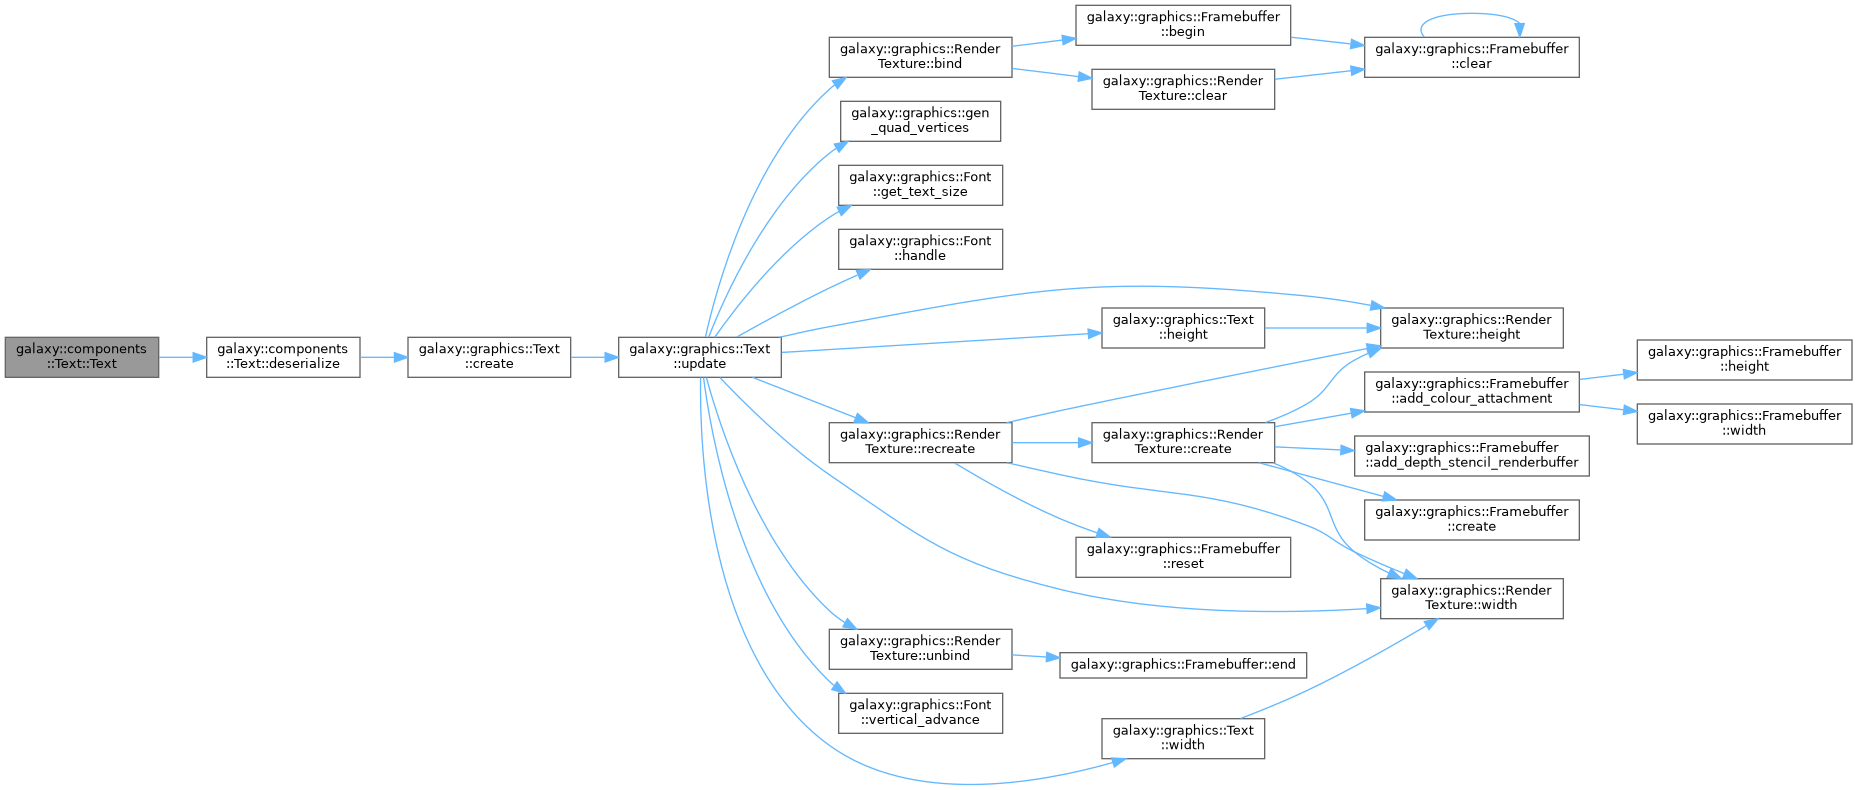 galaxy::components
::Text::Text
galaxy::components
::Text::deserialize
galaxy::graphics::Text
::create
galaxy::graphics::Text
::update
galaxy::graphics::Render
Texture::bind
galaxy::graphics::Framebuffer
::begin
galaxy::graphics::Framebuffer
::clear
galaxy::graphics::Render
Texture::clear
galaxy::graphics::gen
_quad_vertices
galaxy::graphics::Font
::get_text_size
galaxy::graphics::Font
::handle
galaxy::graphics::Text
::height
galaxy::graphics::Render
Texture::height
galaxy::graphics::Render
Texture::recreate
galaxy::graphics::Render
Texture::create
galaxy::graphics::Framebuffer
::add_colour_attachment
galaxy::graphics::Framebuffer
::height
galaxy::graphics::Framebuffer
::width
galaxy::graphics::Framebuffer
::add_depth_stencil_renderbuffer
galaxy::graphics::Framebuffer
::create
galaxy::graphics::Framebuffer
::reset
galaxy::graphics::Render
Texture::width
galaxy::graphics::Render
Texture::unbind
galaxy::graphics::Framebuffer::end
galaxy::graphics::Font
::vertical_advance
galaxy::graphics::Text
::width